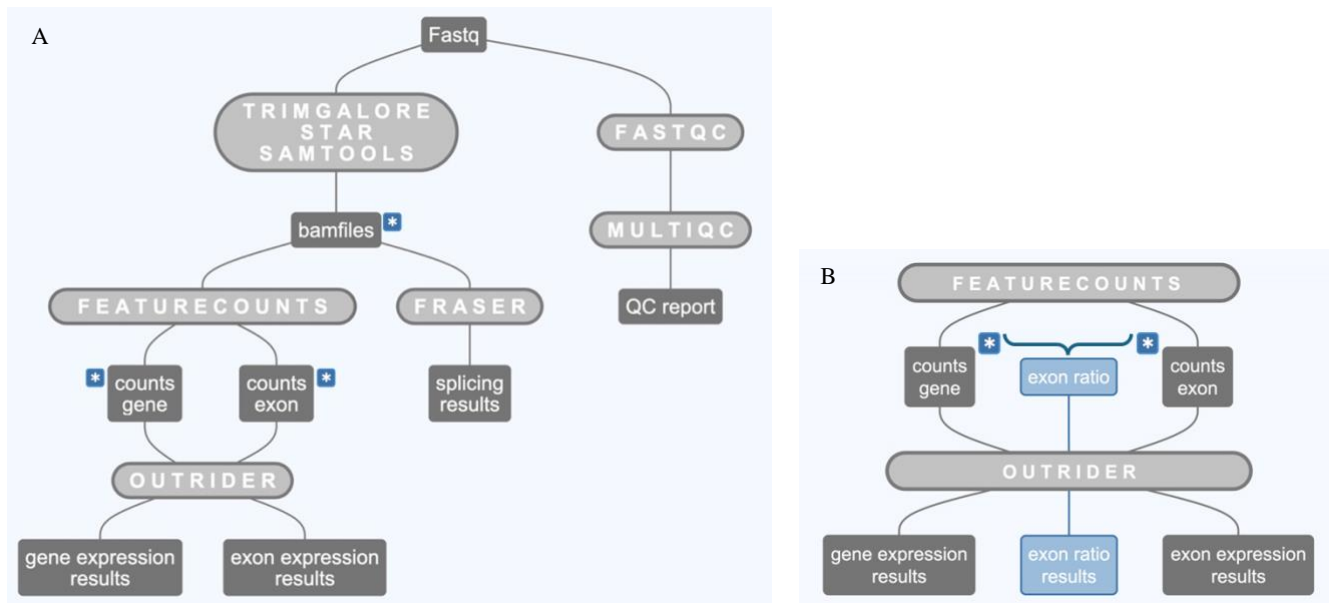 A
Fastq
TRIMGALORE
STAR
SAMTOOLS
FASTQC
bamfiles *
MULTIQC
FEATURECOUNTS
FRASER
QC report
* counts
gene
counts *
exon
splicing
results
OUTRIDER
gene expression
results
exon expression
results
B
FEATURECOUNTS
counts
gene
*
exon ratio
*
counts
exon
OUTRIDER
gene expression
results
exon ratio
results
exon expression
results